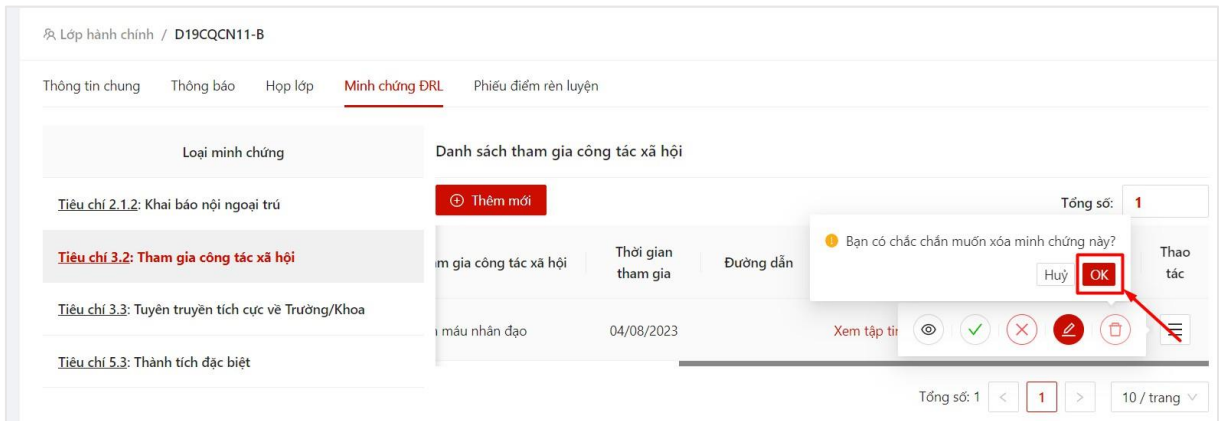 Lớp hành chính / D19CQCN11-B
Thông tin chung Thông báo Họp lớp Minh chứng ĐRL Phiếu điểm rèn luyện
Loại minh chứng
Tiêu chí 2.1.2: Khai báo nội ngoại trú
Tiêu chí 3.2: Tham gia công tác xã hội
Tiêu chí 3.3: Tuyên truyền tích cực về Trường/Khoa
Tiêu chí 5.3: Thành tích đặc biệt
Danh sách tham gia công tác xã hội
Thêm mới
Tổng số: 1
Bạn có chắc chắn muốn xóa minh chứng này?
Huỷ OK
m gia công tác xã hội
Thời gian
tham gia
Đường dẫn
Thao
tác
máu nhân đạo 04/08/2023 Xem tập tin
Tổng số: 1 < 1 > 10 / trang